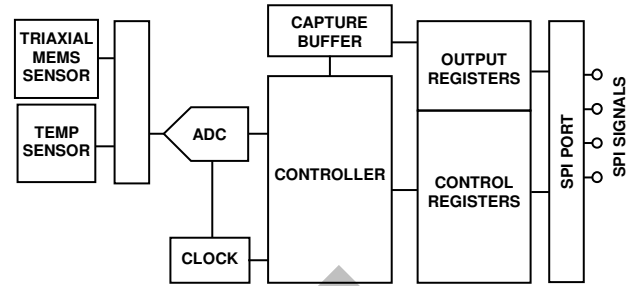 TRIAXIAL
MEMS
SENSOR
TEMP
SENSOR
ADC
CLOCK
CAPTURE
BUFFER
CONTROLLER
OUTPUT
REGISTERS
CONTROL
REGISTERS
SPI PORT
SPI SIGNALS